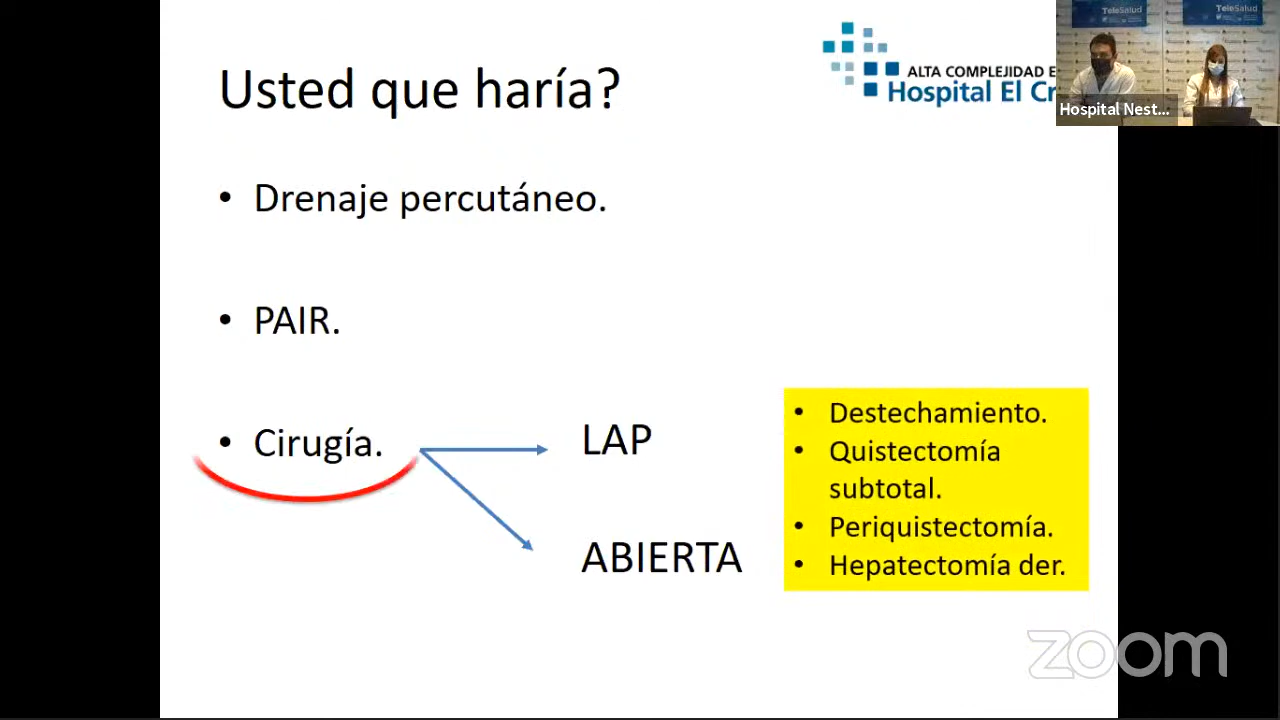 Usted que haría?
ALTA COMPLEJIDAD E
Hospital El Cr
TeleSalud
TeleSalud
Hospital Nest...
• Drenaje percutáneo.
• PAIR.
• Cirugía.
LAP
ABIERTA
• Destechamiento.
• Quistectomía
subtotal.
• Periquistectomía.
• Hepatectomía der.
zoom